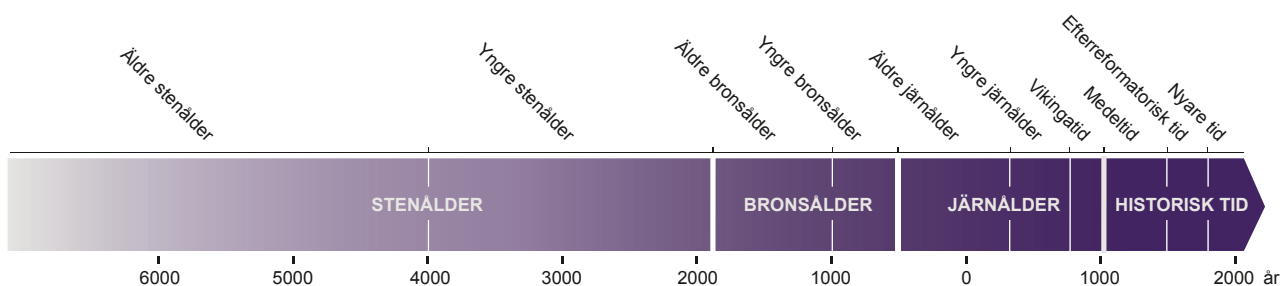 Äldre stenålder
Yngre stenålder
Äldre bronsålder
Yngre bronsålder
Äldre järnålder
Yngre järnålder
Vikingatid
Medeltid
Efterreformatorisk tid
Nyare tid
STENÅLDER BRONSÅLDER JÄRNÅLDER HISTORISK TID
6000 5000 4000 3000 2000 1000 0 1000 2000 år